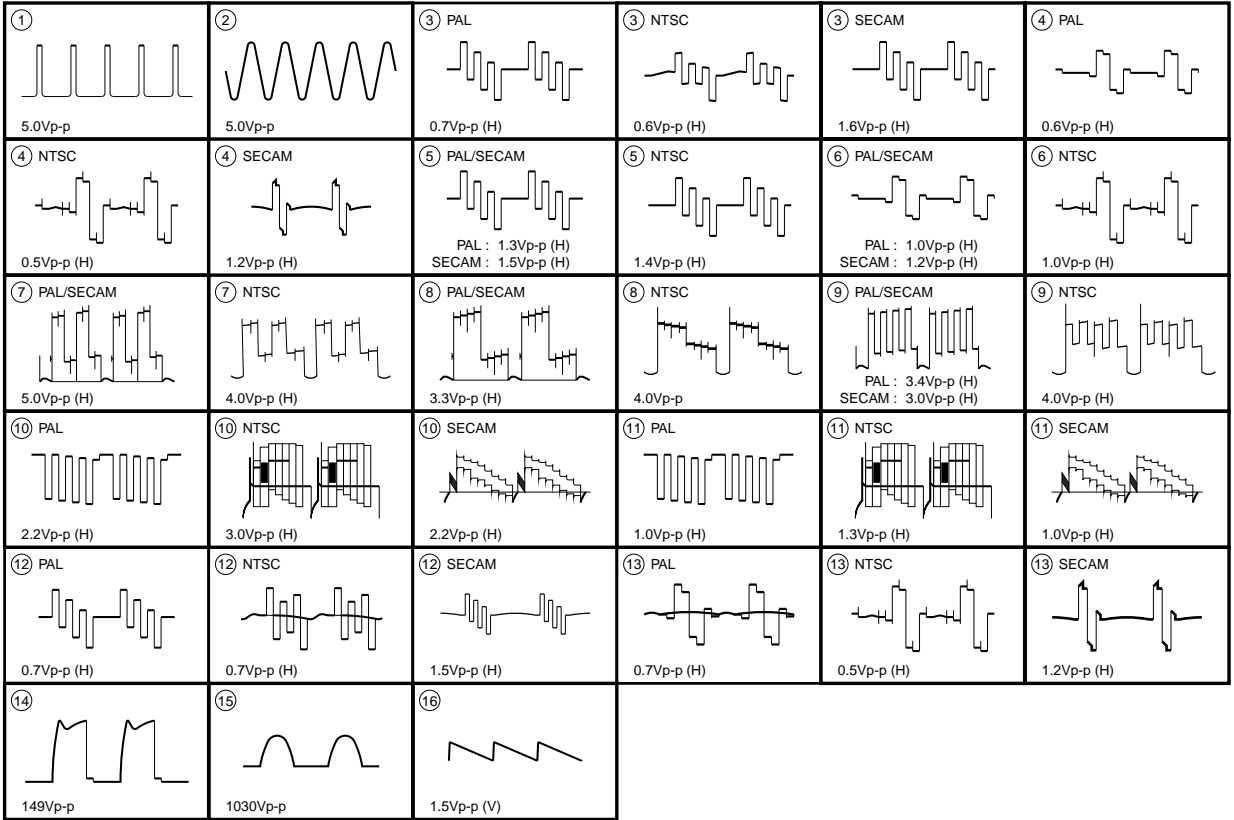 ① 
5.0Vp-p
② 
5.0Vp-p
③ PAL
0.7Vp-p (H)
③ NTSC
0.6Vp-p (H)
③ SECAM
1.6Vp-p (H)
④ PAL
0.6Vp-p (H)
④ NTSC
0.5Vp-p (H)
④ SECAM
1.2Vp-p (H)
⑤ PAL/SECAM
PAL : 1.3Vp-p (H)
SECAM : 1.5Vp-p (H)
⑤ NTSC
1.4Vp-p (H)
⑥ PAL/SECAM
PAL : 1.0Vp-p (H)
SECAM : 1.2Vp-p (H)
⑥ NTSC
1.0Vp-p (H)
⑦ PAL/SECAM
5.0Vp-p (H)
⑦ NTSC
4.0Vp-p (H)
⑧ PAL/SECAM
3.3Vp-p (H)
⑧ NTSC
4.0Vp-p
⑨ PAL/SECAM
PAL : 3.4Vp-p (H)
SECAM : 3.0Vp-p (H)
⑨ NTSC
4.0Vp-p (H)
⑩ PAL
2.2Vp-p (H)
⑩ NTSC
3.0Vp-p (H)
⑩ SECAM
2.2Vp-p (H)
⑪ PAL
1.0Vp-p (H)
⑪ NTSC
1.3Vp-p (H)
⑪ SECAM
1.0Vp-p (H)
⑫ PAL
0.7Vp-p (H)
⑫ NTSC
0.7Vp-p (H)
⑫ SECAM
1.5Vp-p (H)
⑬ PAL
0.7Vp-p (H)
⑬ NTSC
0.5Vp-p (H)
⑬ SECAM
1.2Vp-p (H)
⑭
149Vp-p
⑮
1030Vp-p
⑯
1.5Vp-p (V)